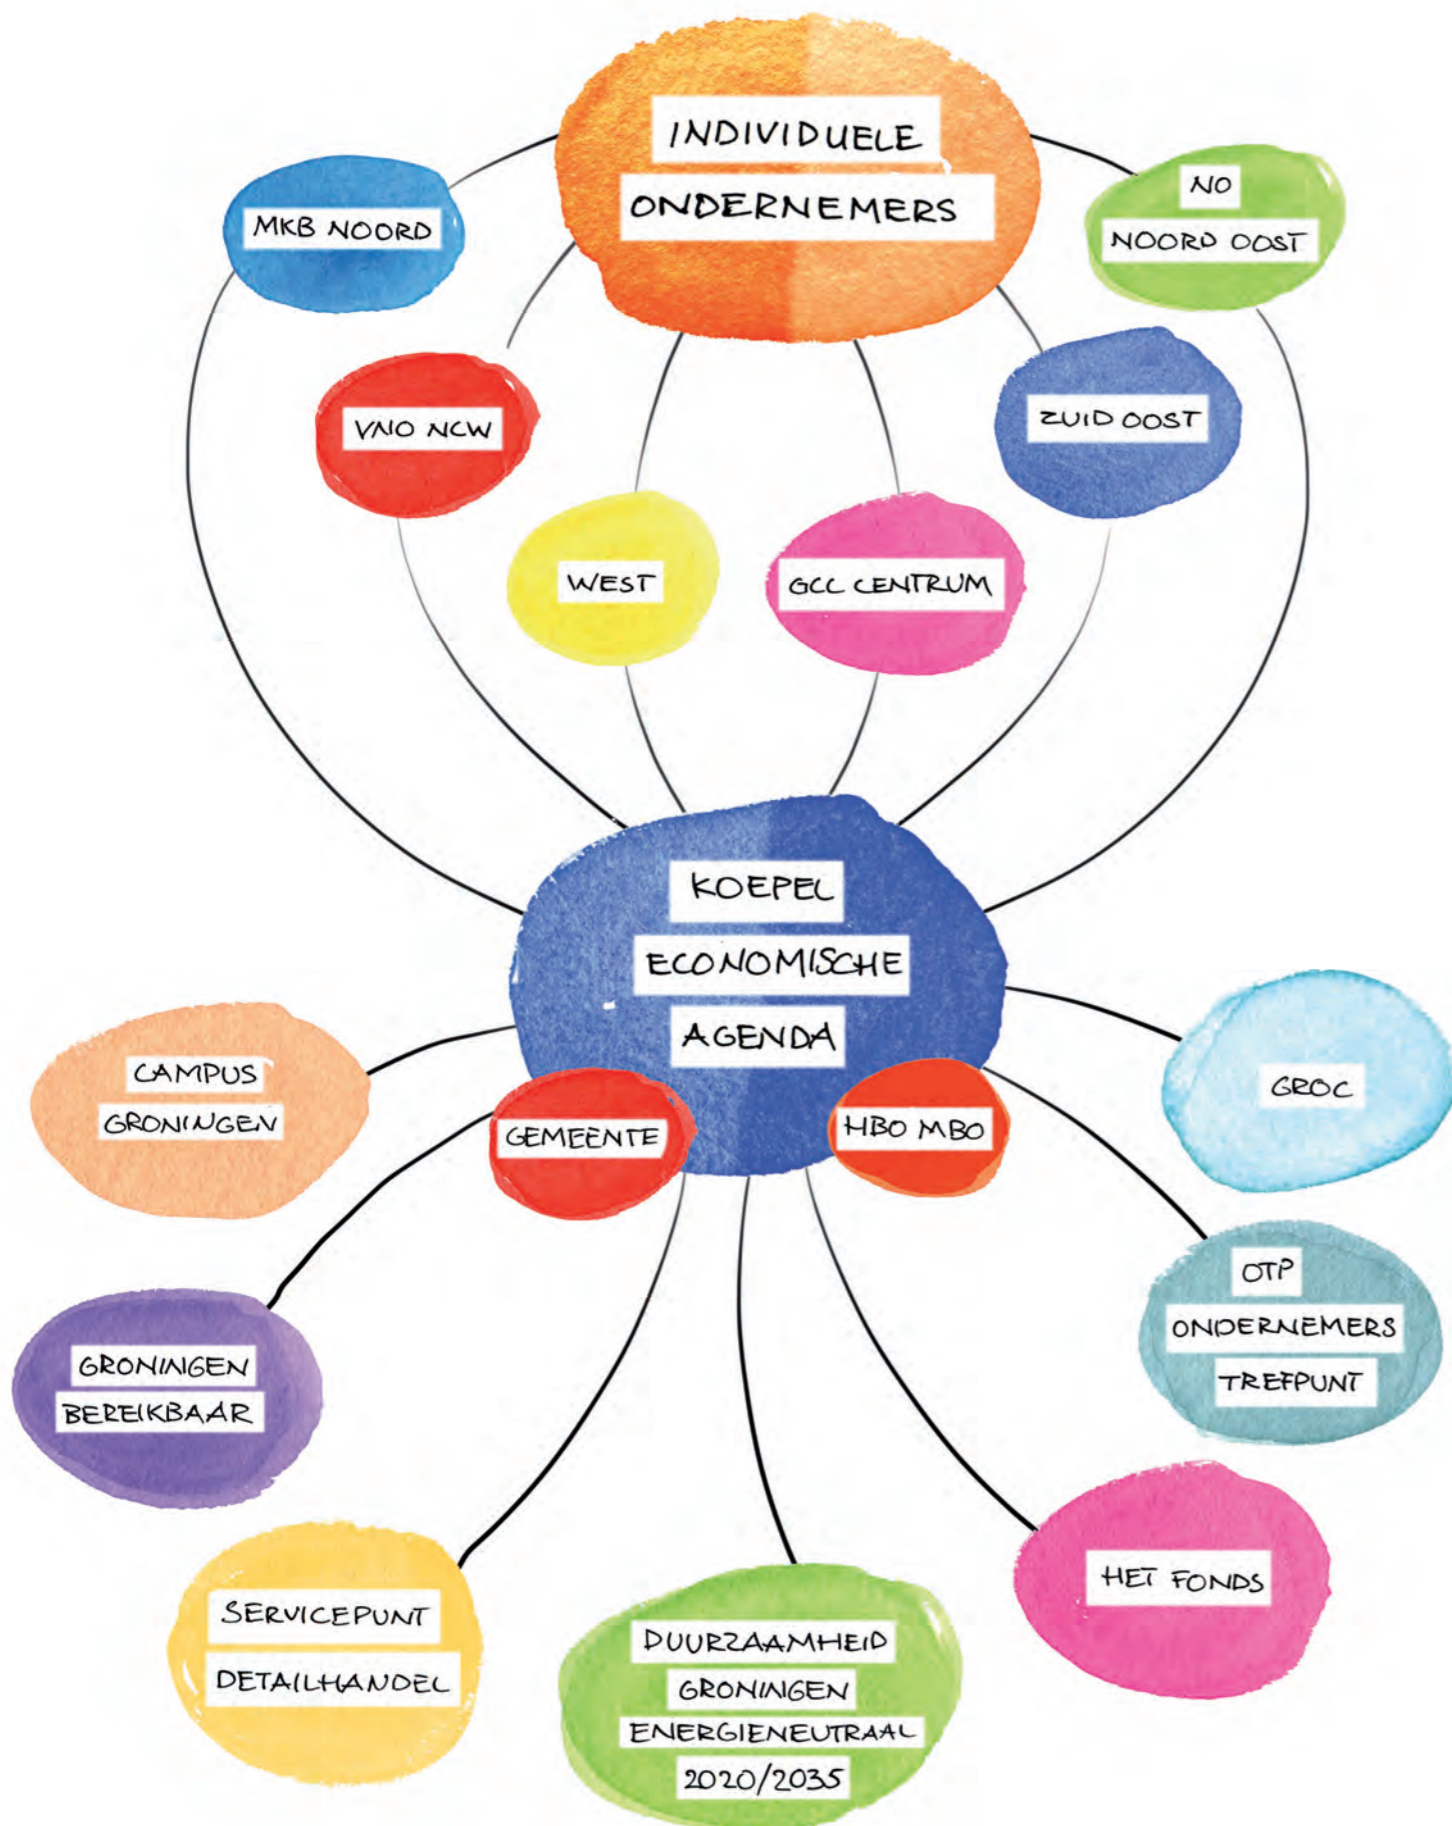 INDIVIDUELE
ONDERNEMERS
MKB NOORD
NO
NOORD OOST
VNO NCW
ZUID OOST
WEST
GCC CENTRUM
KOEPEL
ECONOMISCHE
AGENDA
CAMPUS
GRONINGEN
GEMEENTE
HBO MBO
GROC
GRONINGEN
BEREIKBAAR
OTP
ONDERNEMERS
TREFPUNT
SERVICEPUNT
DETAILHANDEL
DUURZAAMHEID
GRONINGEN
ENERGIENEUTRAAL
2020/2035
HET FONDS